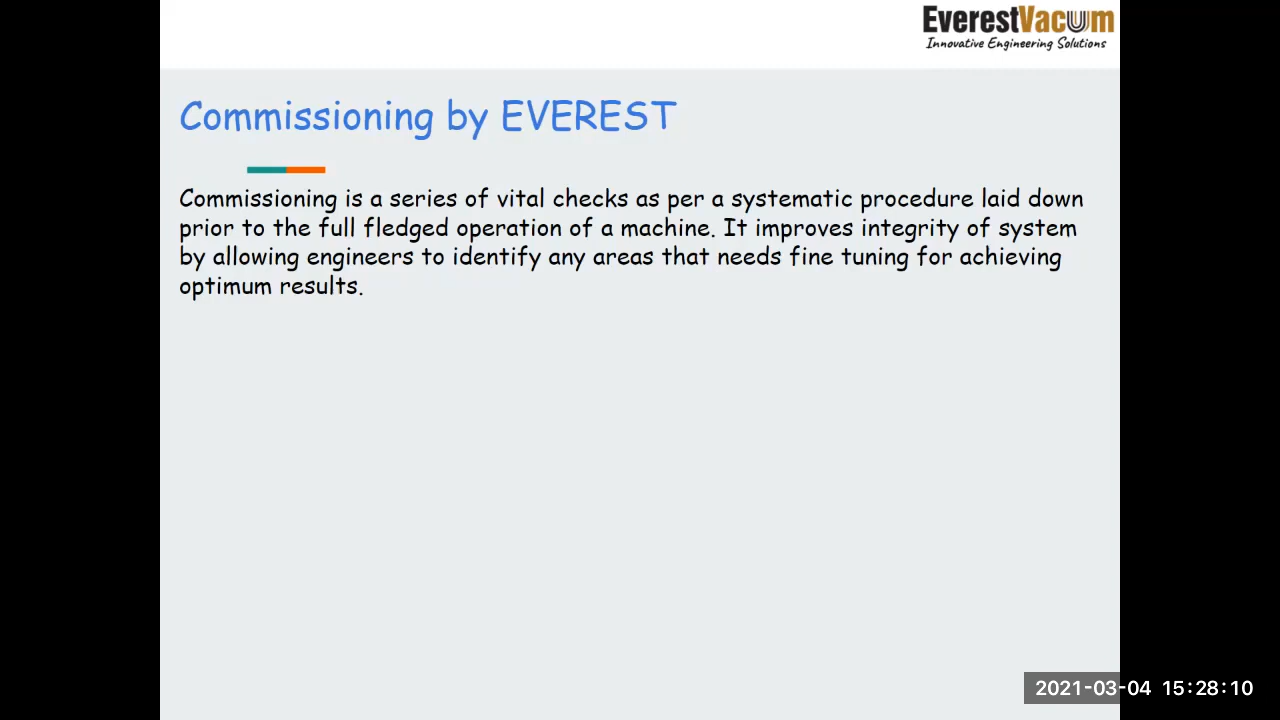 EverestVacuum
Innovative Engineering Solutions
Commissioning by EVEREST
Commissioning is a series of vital checks as per a systematic procedure laid down
prior to the full fledged operation of a machine. It improves integrity of system
by allowing engineers to identify any areas that needs fine tuning for achieving
optimum results.
2021-03-04 15:28:10